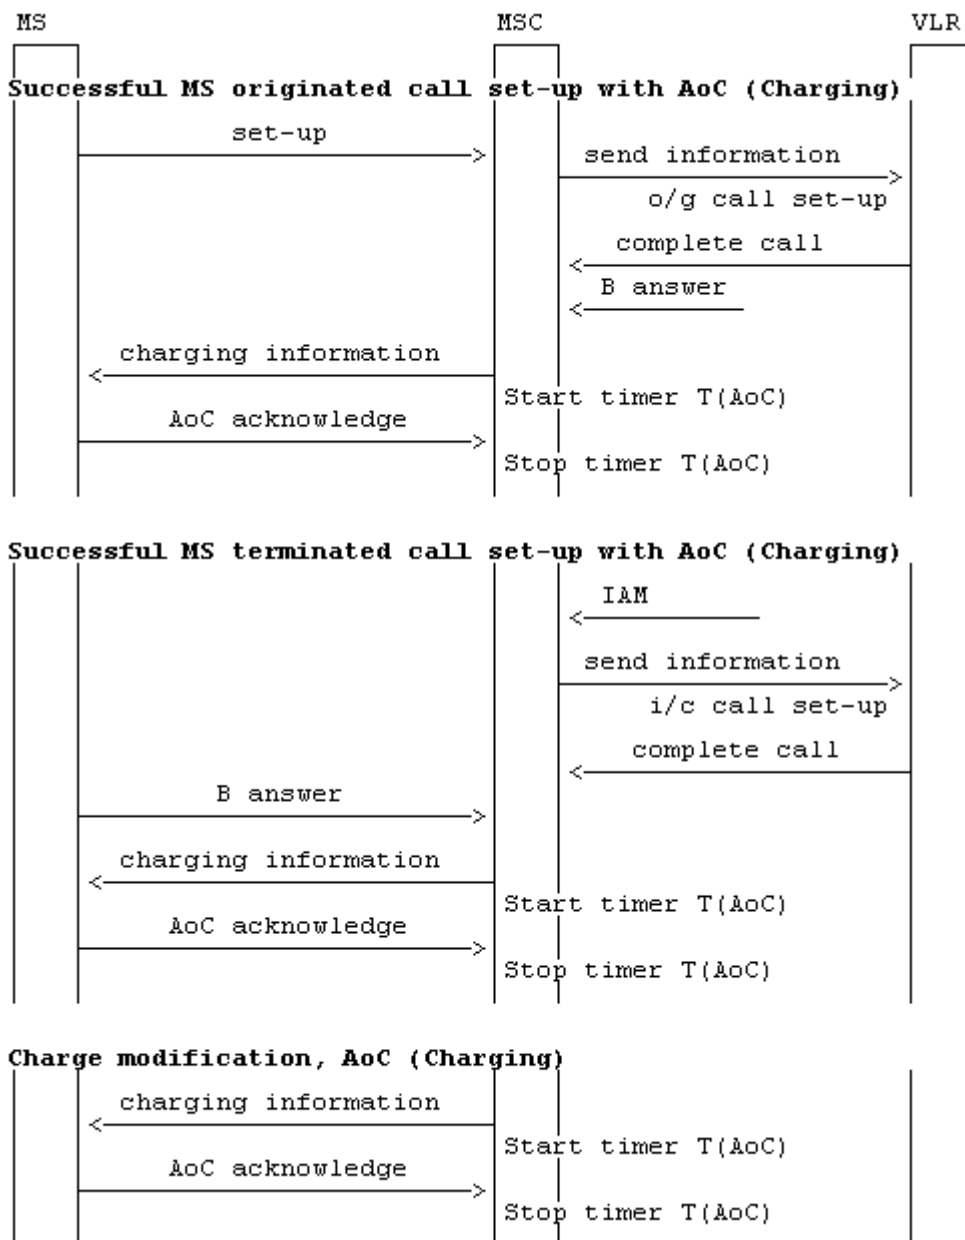 MS MSC VLR
Successful MS originated call set-up with AoC (Charging)
set-up
send information
o/g call set-up
complete call
B answer
charging information
Start timer T(AoC)
AoC acknowledge
Stop timer T(AoC)
Successful MS terminated call set-up with AoC (Charging)
IAM
send information
i/c call set-up
complete call
B answer
charging information
Start timer T(AoC)
AoC acknowledge
Stop timer T(AoC)
Charge modification, AoC (Charging)
charging information
Start timer T(AoC)
AoC acknowledge
Stop timer T(AoC)